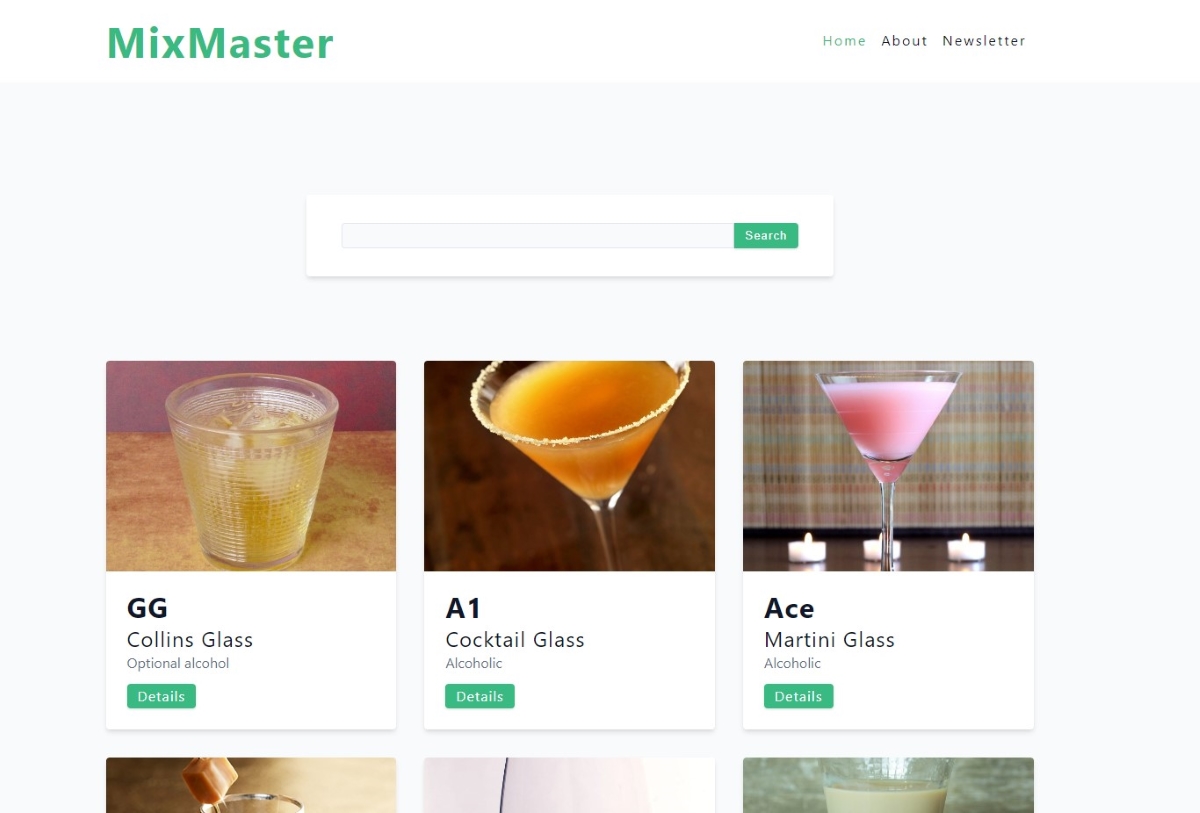 MixMaster
Home About Newsletter
Search
GG
Collins Glass
Optional alcohol
Details
A1
Cocktail Glass
Alcoholic
Details
Ace
Martini Glass
Alcoholic
Details